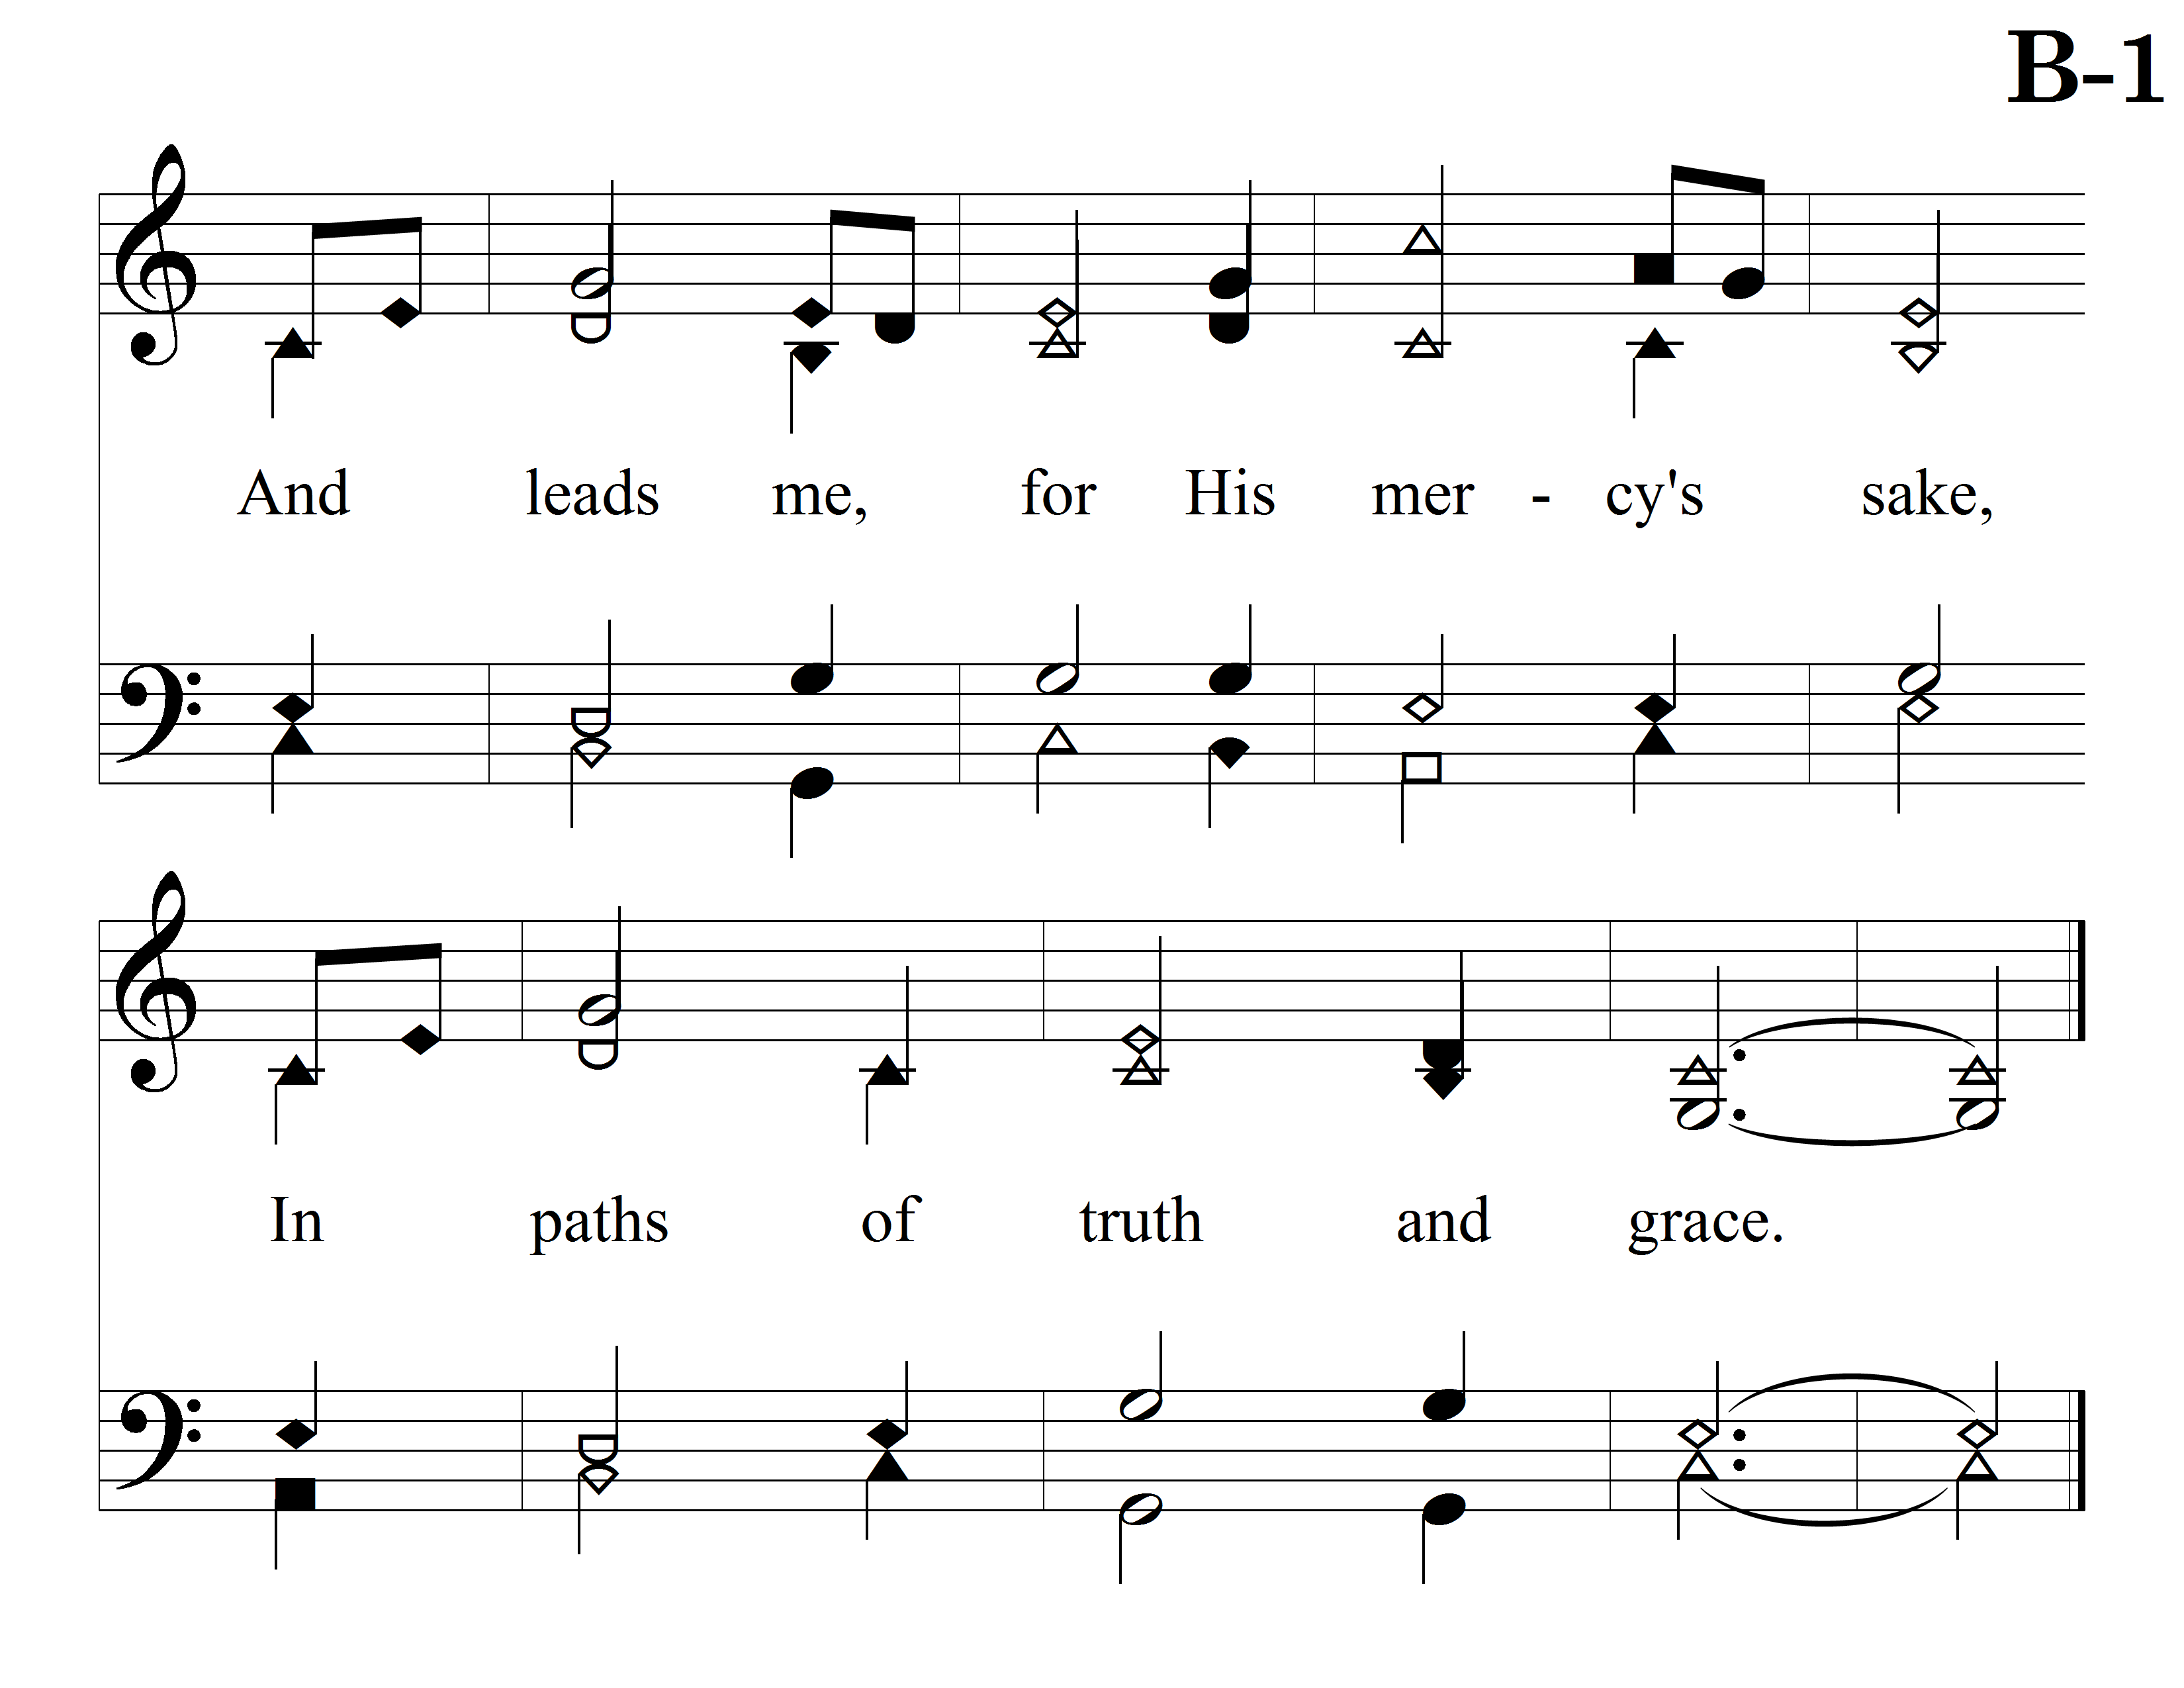 B-1
And leads me, for His mer - cy's sake,
In paths of truth and grace.